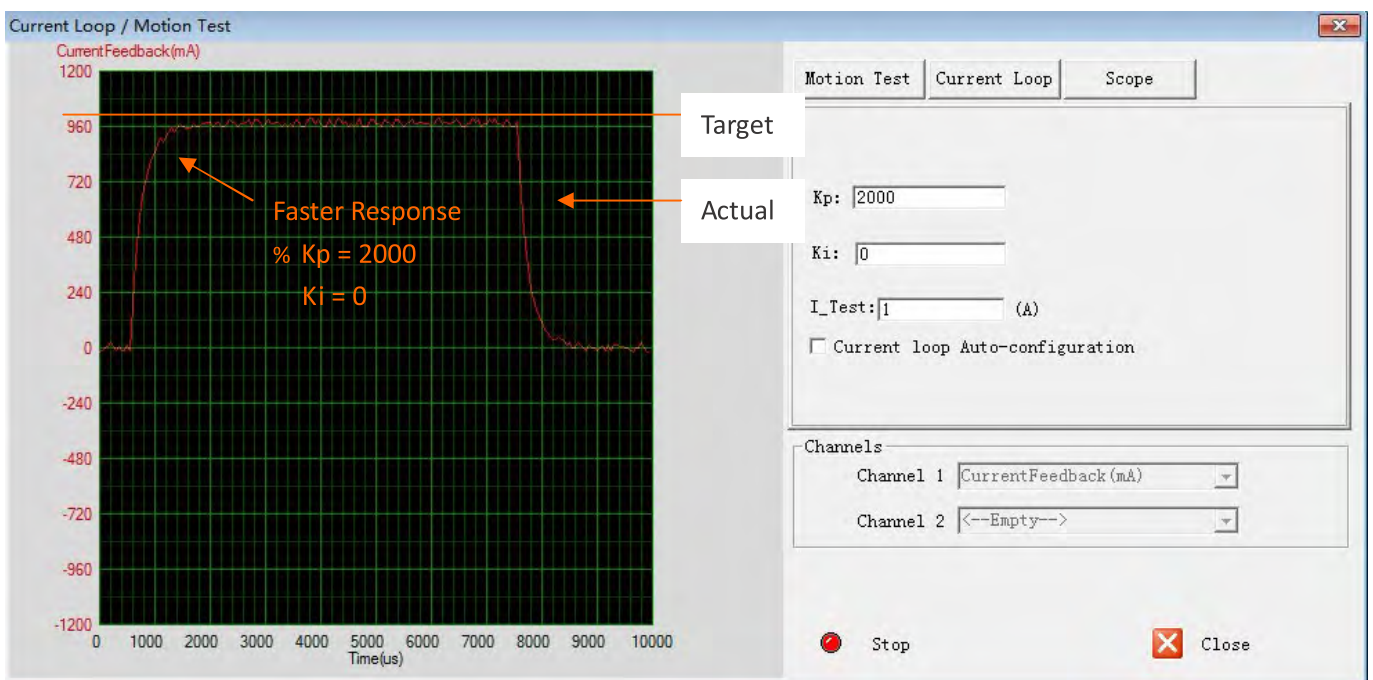 Current Loop / Motion Test
CurrentFeedback(mA)
1200
960
720
480
240
0
-240
-480
-720
-960
-1200
0 1000 2000 3000 4000 5000 6000 7000 8000 9000 10000
Time(us)
Target
Actual
Faster Response
% Kp = 2000
Ki = 0
Motion Test Current Loop Scope
Kp: 2000
Ki: 0
I_Test: 1 (A)
Current loop Auto-configuration
Channels
Channel 1 CurrentFeedback(mA)
Channel 2 <--Empty-->
Stop Close